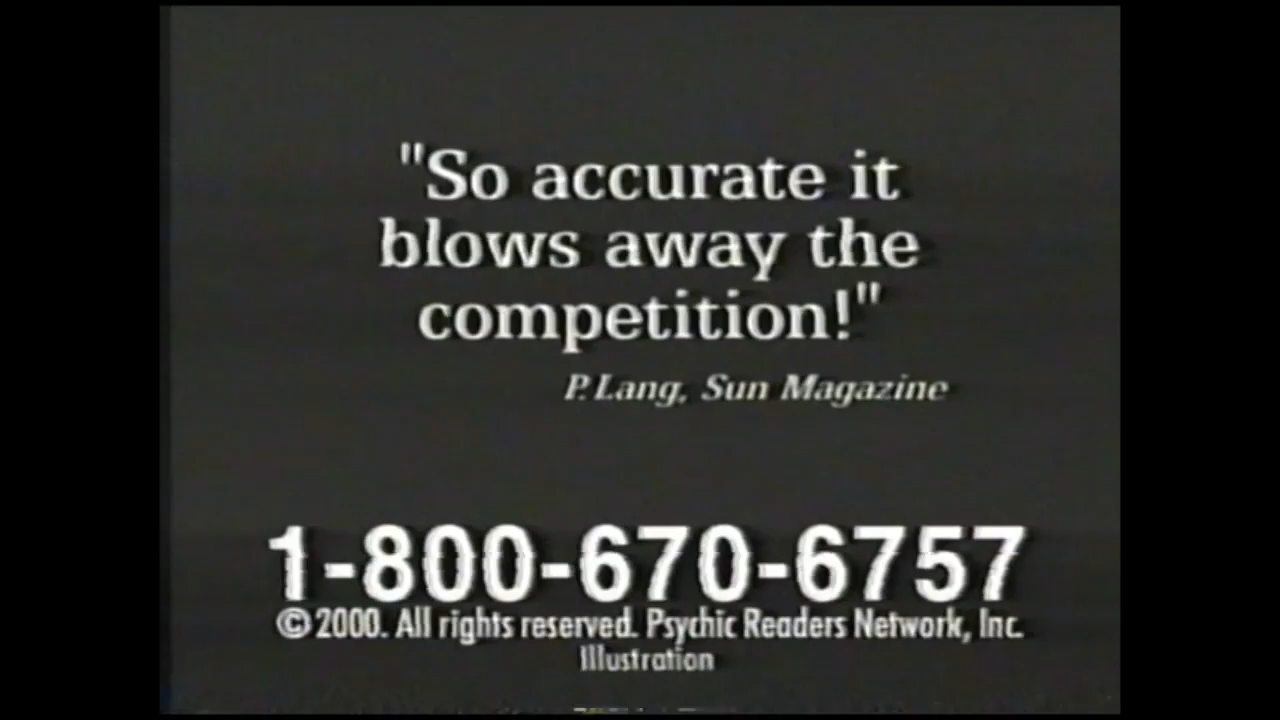 "So accurate it
blows away the
competition!"
P. Lang, Sun Magazine
1-800-670-6757
©2000. All rights reserved. Psychic Readers Network, Inc.
Illustration